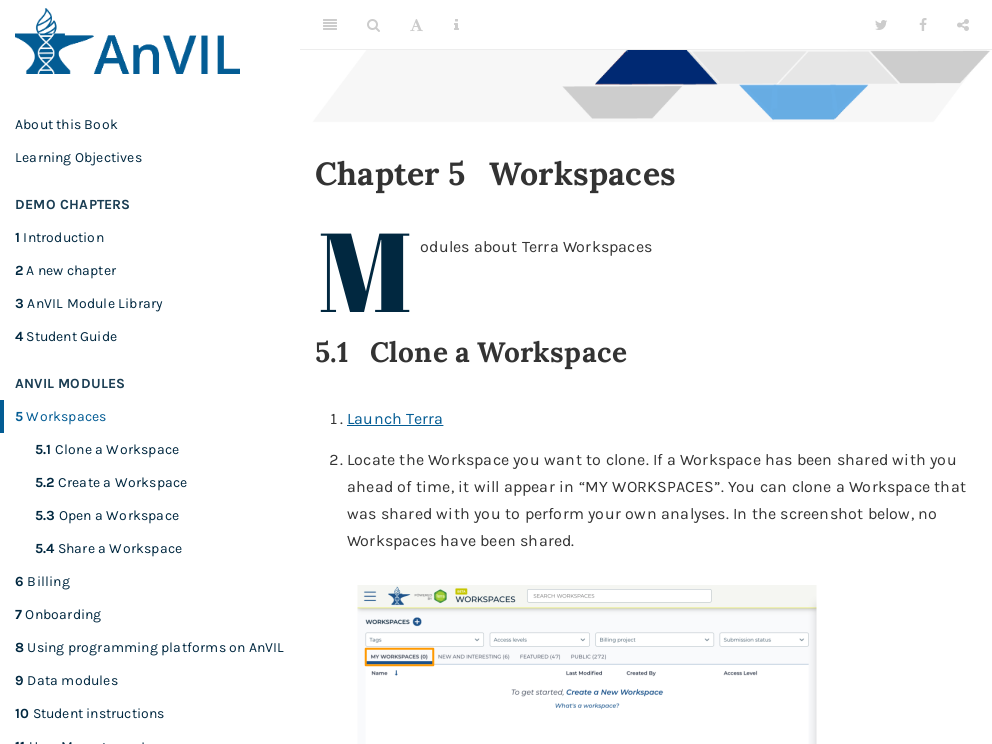 AnVIL
About this Book
Learning Objectives
DEMO CHAPTERS
1 Introduction
2 A new chapter
3 AnVIL Module Library
4 Student Guide
ANVIL MODULES
5 Workspaces
5.1 Clone a Workspace
5.2 Create a Workspace
5.3 Open a Workspace
5.4 Share a Workspace
6 Billing
7 Onboarding
8 Using programming platforms on AnVIL
9 Data modules
10 Student instructions
A
Chapter 5 Workspaces
Modules about Terra Workspaces
5.1 Clone a Workspace
1. Launch Terra
2. Locate the Workspace you want to clone. If a Workspace has been shared with you
ahead of time, it will appear in “MY WORKSPACES”. You can clone a Workspace that
was shared with you to perform your own analyses. In the screenshot below, no
Workspaces have been shared.
BETA
WORKSPACES
SEARCH WORKSPACES
WORKSPACES
Tags
Access levels
Billing project
Submission status
MY WORKSPACES (0) NEW AND INTERESTING (6) FEATURED (47) PUBLIC (272)
Name ↓ Last Modified Created By Access Level
To get started, Create a New Workspace
What's a workspace?